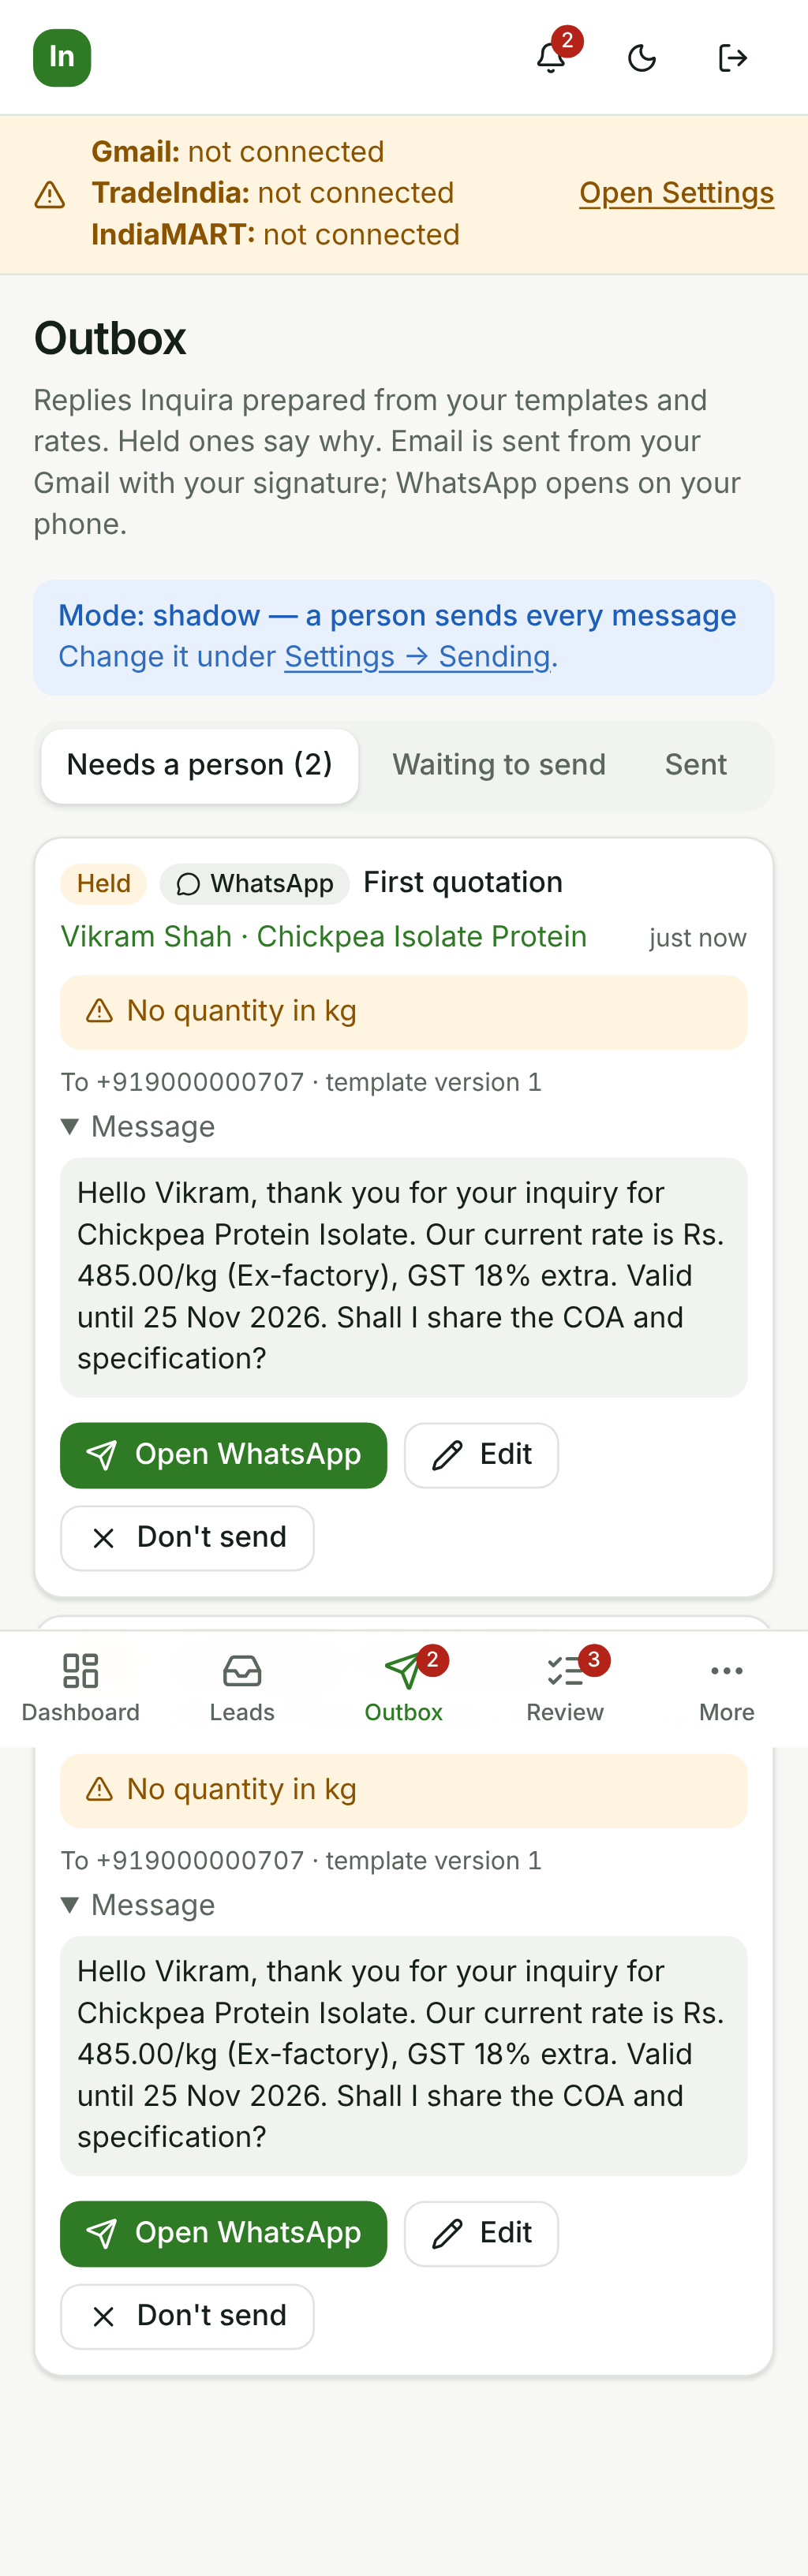 In
2
Gmail: not connected
TradeIndia: not connected
IndiaMART: not connected
Open Settings
Outbox
Replies Inquira prepared from your templates and
rates. Held ones say why. Email is sent from your
Gmail with your signature; WhatsApp opens on your
phone.
Mode: shadow — a person sends every message
Change it under Settings → Sending.
Needs a person (2)
Waiting to send
Sent
Held
WhatsApp
First quotation
Vikram Shah · Chickpea Isolate Protein
just now
No quantity in kg
To +919000000707 · template version 1
Message
Hello Vikram, thank you for your inquiry for
Chickpea Protein Isolate. Our current rate is Rs.
485.00/kg (Ex-factory), GST 18% extra. Valid
until 25 Nov 2026. Shall I share the COA and
specification?
Open WhatsApp
Edit
Don't send
Dashboard
Leads
2
Outbox
3
Review
More
No quantity in kg
To +919000000707 · template version 1
Message
Hello Vikram, thank you for your inquiry for
Chickpea Protein Isolate. Our current rate is Rs.
485.00/kg (Ex-factory), GST 18% extra. Valid
until 25 Nov 2026. Shall I share the COA and
specification?
Open WhatsApp
Edit
Don't send